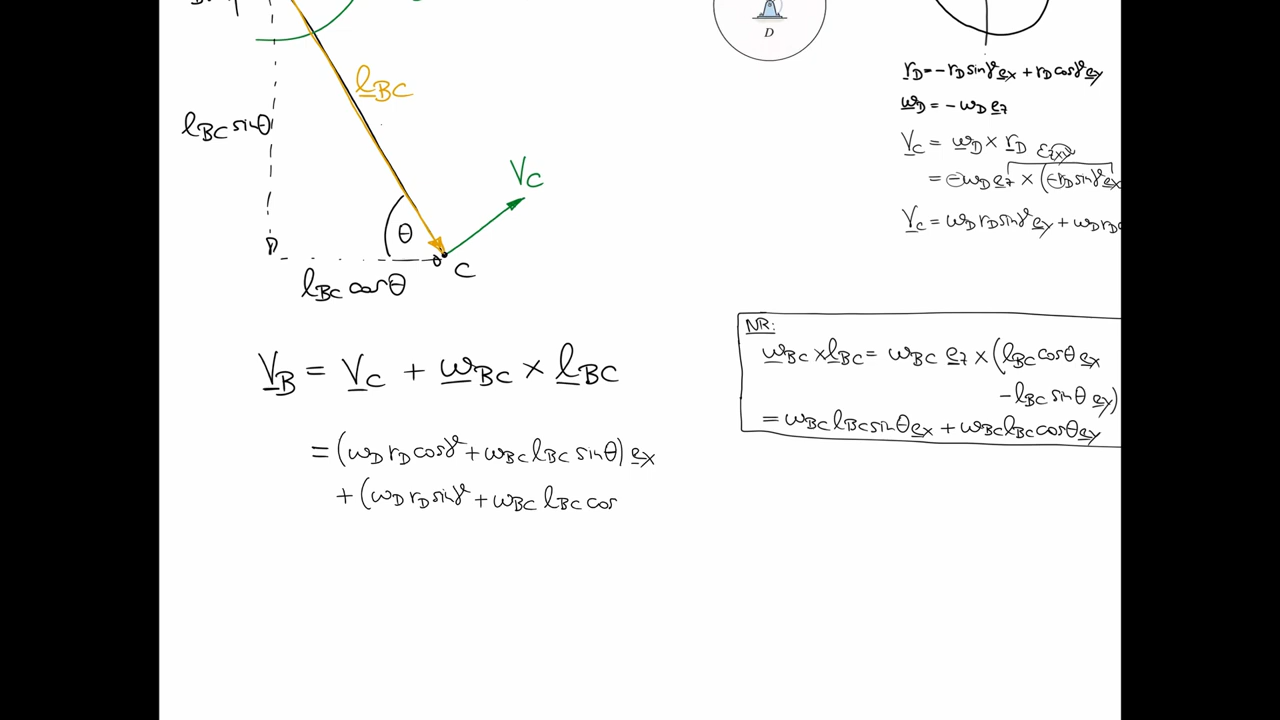 l_BC
l_BC sinθ
V_C
θ
C
l_BC cosθ
D
r_D = -r_D sinγ e_x + r_D cosγ e_y
ω_D = -ω_D e_z
V_C = ω_D × r_D
= -ω_D e_z × (-r_D sinγ e_x
V_C = ω_D r_D sinγ e_y + ω_D r_D
V_B = V_C + ω_BC × l_BC
= (ω_D r_D cosγ + ω_BC l_BC sinθ) e_x
+ (ω_D r_D sinγ + ω_BC l_BC cos
NR:
ω_BC × l_BC = ω_BC e_z × (l_BC cosθ e_x
- l_BC sinθ e_y)
= ω_BC l_BC sinθ e_x + ω_BC l_BC cosθ e_y